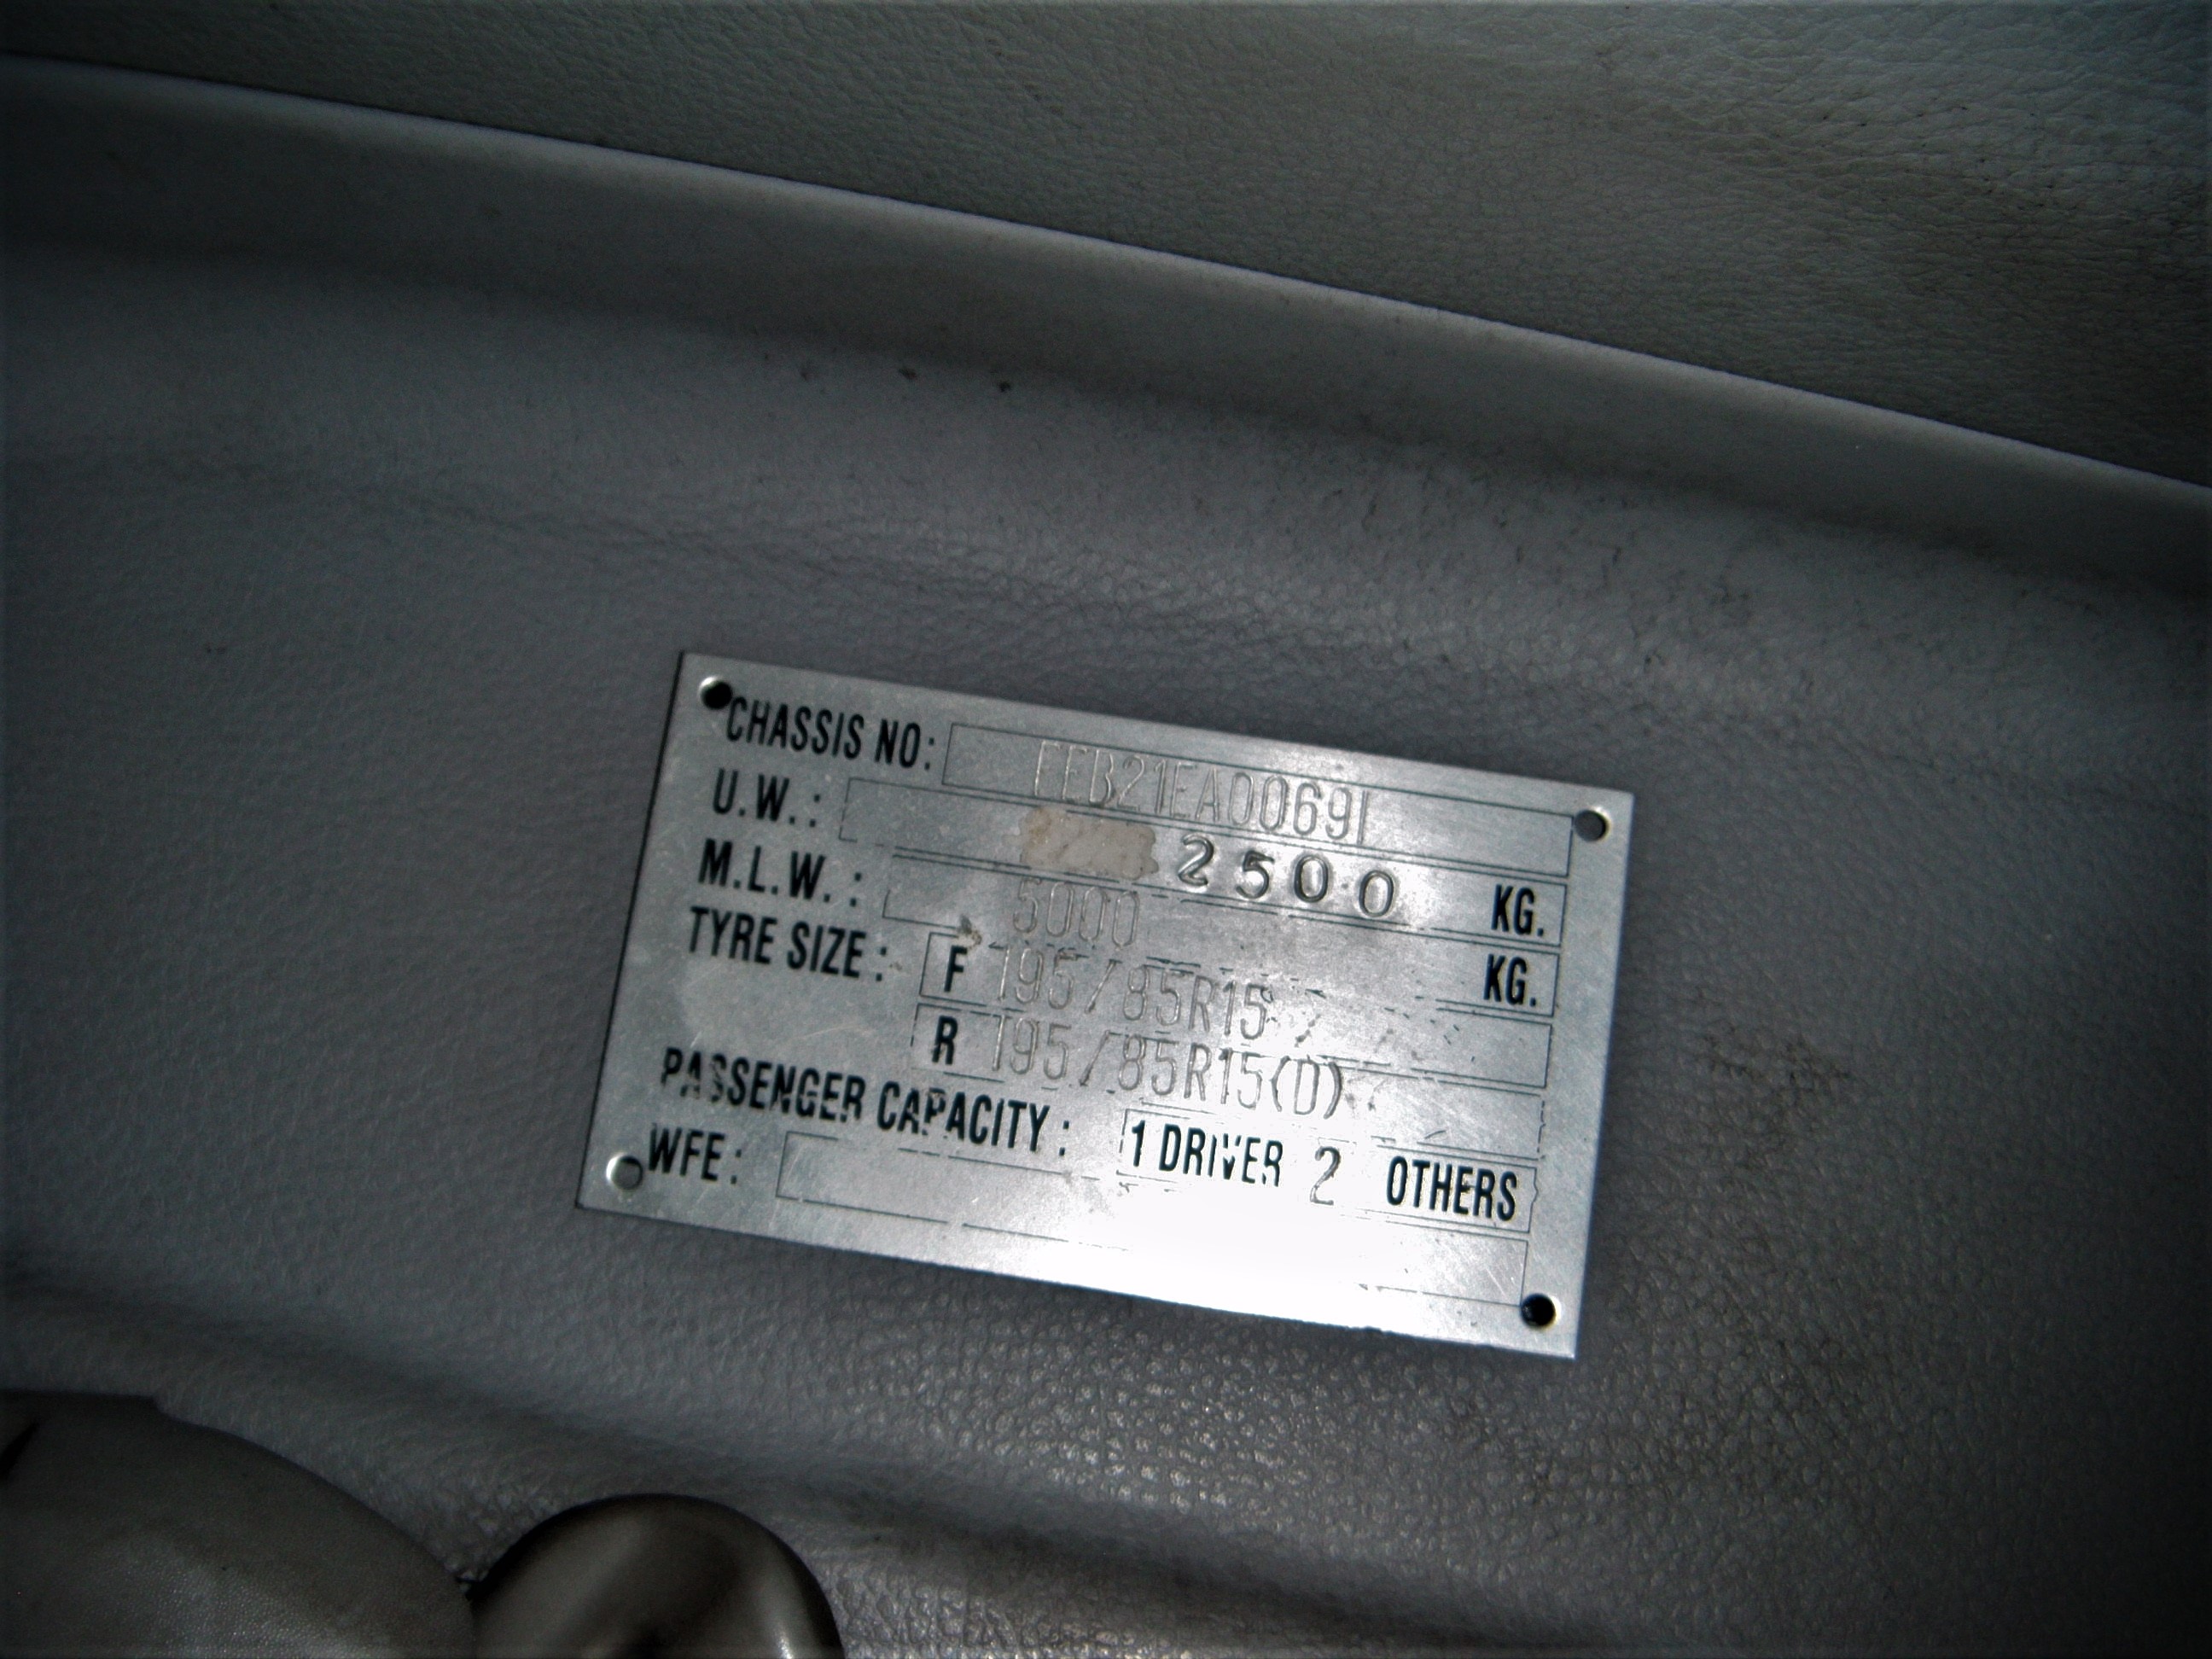 CHASSIS NO: FEB21EA00691
U.W.: 2500 KG.
M.L.W.: 5000 KG.
TYRE SIZE: F 195/85R15
R 195/85R15(D)
PASSENGER CAPACITY: 1 DRIVER 2 OTHERS
WFE: